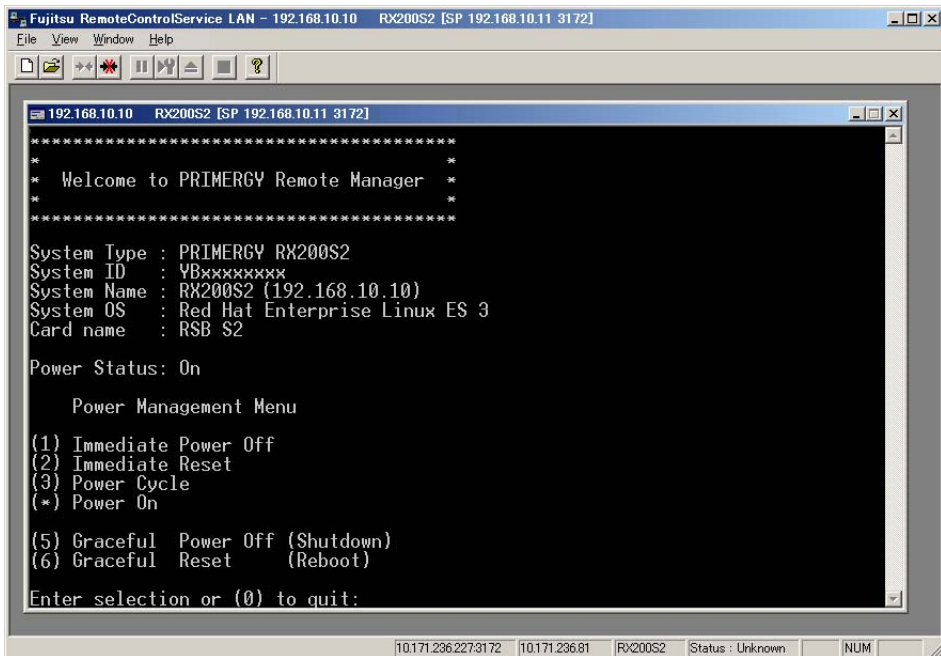 Fujitsu RemoteControlService LAN - 192.168.10.10 RX200S2 [SP 192.168.10.11 3172]
File View Window Help
192.168.10.10 RX200S2 [SP 192.168.10.11 3172]
****************************************
* *
* Welcome to PRIMERGY Remote Manager *
* *
****************************************
System Type : PRIMERGY RX200S2
System ID : YBxxxxxxxx
System Name : RX200S2 (192.168.10.10)
System OS : Red Hat Enterprise Linux ES 3
Card name : RSB S2
Power Status: On
Power Management Menu
(1) Immediate Power Off
(2) Immediate Reset
(3) Power Cycle
(*) Power On
(5) Graceful Power Off (Shutdown)
(6) Graceful Reset (Reboot)
Enter selection or (0) to quit:
10.171.236.227:3172 10.171.236.81 RX200S2 Status : Unknown NUM